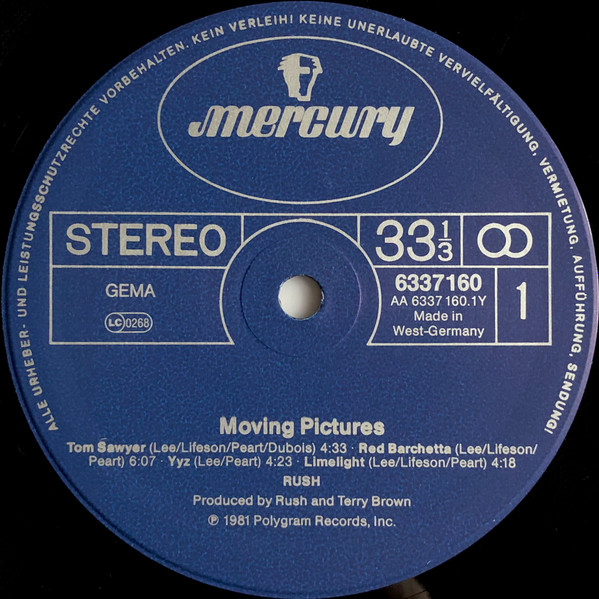 ALLE URHEBER- UND LEISTUNGSSCHUTZRECHTE VORBEHALTEN. KEIN VERLEIH! KEINE UNERLAUBTE VERVIELFÄLTIGUNG, VERMIETUNG, AUFFÜHRUNG, SENDUNG!
mercury
STEREO
33 1/3
GEMA
LC 0268
6337160
AA 6337 160.1Y
Made in
West-Germany
1
Moving Pictures
Tom Sawyer (Lee/Lifeson/Peart/Dubois) 4:33 · Red Barchetta (Lee/Lifeson/
Peart) 6:07 · Yyz (Lee/Peart) 4:23 · Limelight (Lee/Lifeson/Peart) 4:18
RUSH
Produced by Rush and Terry Brown
℗ 1981 Polygram Records, Inc.